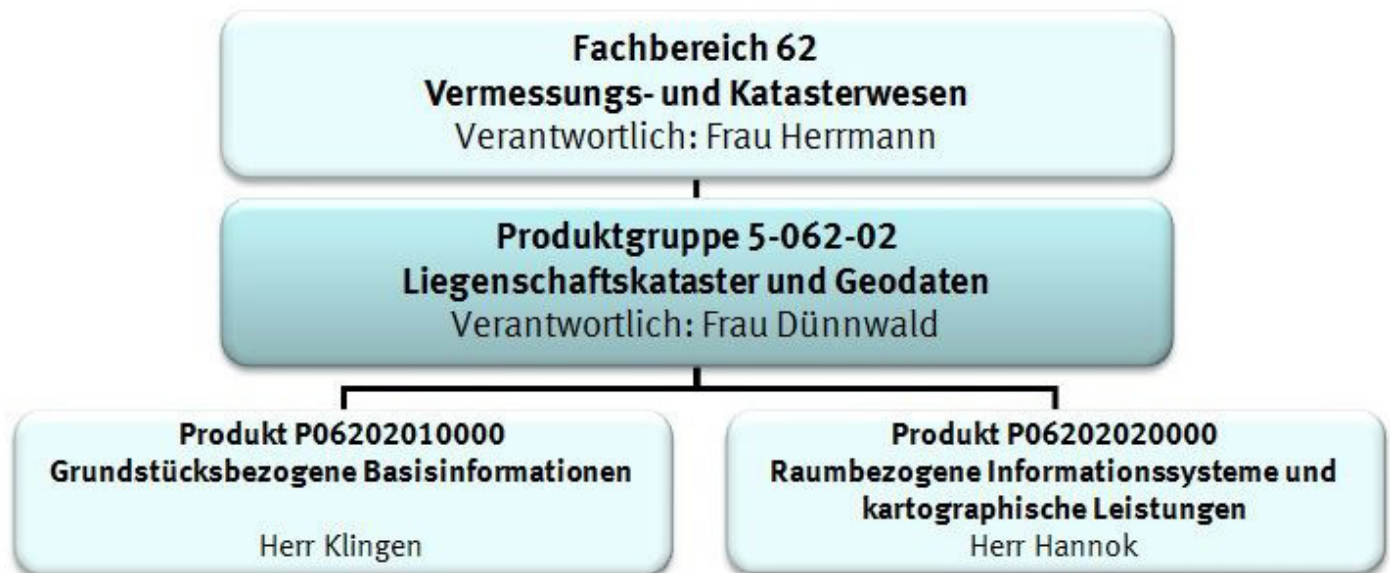 Fachbereich 62
Vermessungs- und Katasterwesen
Verantwortlich: Frau Herrmann
Produktgruppe 5-062-02
Liegenschaftskataster und Geodaten
Verantwortlich: Frau Dünnwald
Produkt P06202010000
Grundstücksbezogene Basisinformationen
Herr Klingen
Produkt P06202020000
Raumbezogene Informationssysteme und
kartographische Leistungen
Herr Hannok